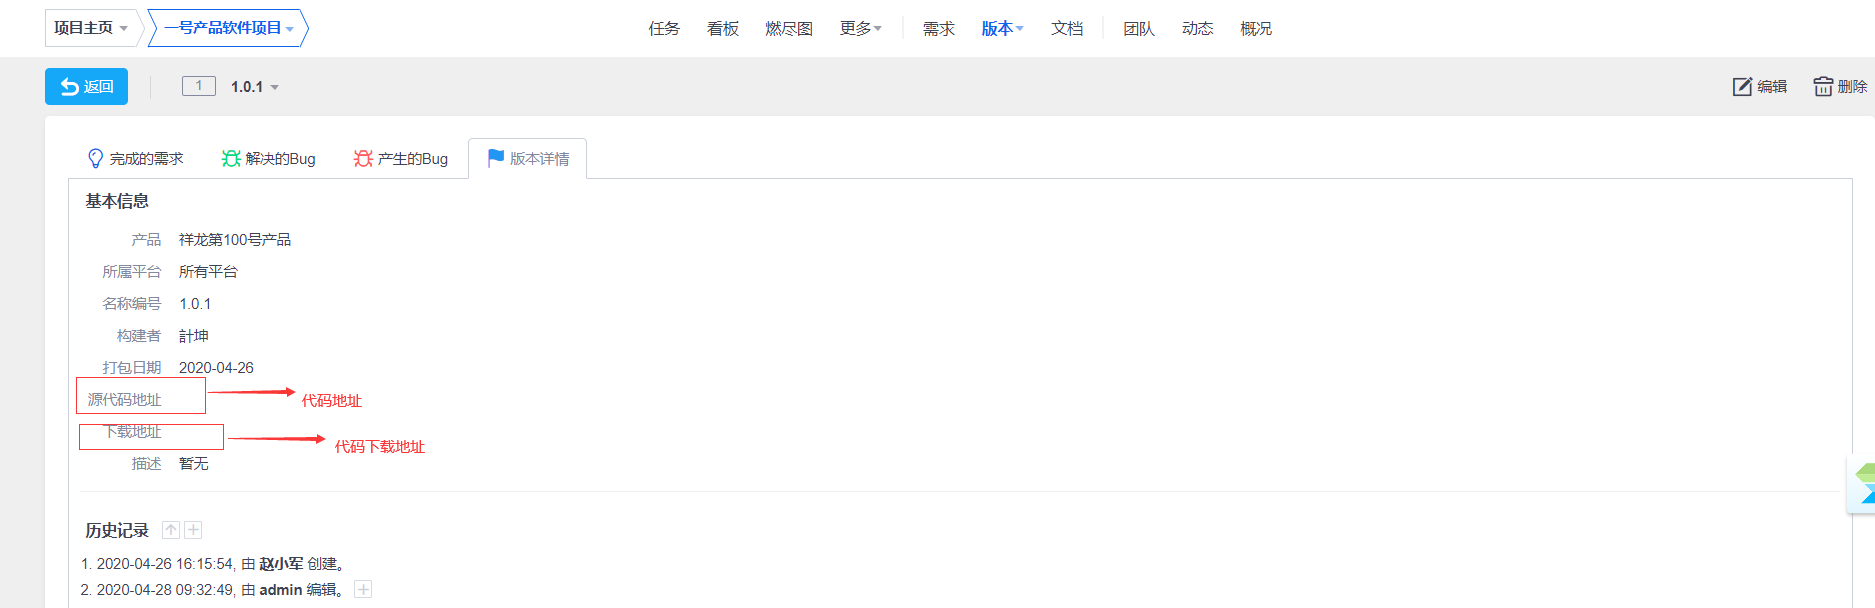 项目主页 一号产品软件项目 任务 看板 燃尽图 更多 需求 版本 文档 团队 动态 概况
返回 1 1.0.1 编辑 删除
完成的需求 解决的Bug 产生的Bug 版本详情
基本信息
产品 祥龙第100号产品
所属平台 所有平台
名称编号 1.0.1
构建者 計坤
打包日期 2020-04-26
源代码地址 代码地址
下载地址 代码下载地址
描述 暂无
历史记录
1. 2020-04-26 16:15:54, 由 赵小军 创建。
2. 2020-04-28 09:32:49, 由 admin 编辑。